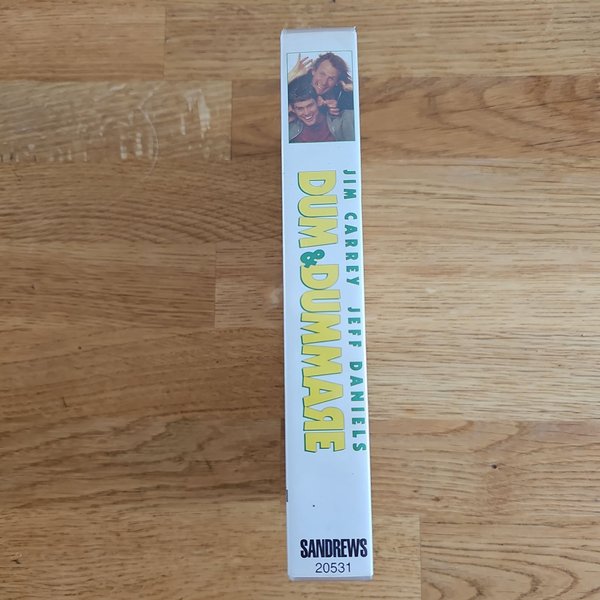 JIM CARREY JEFF DANIELS
DUM & DUMMARE
SANDREWS
20531